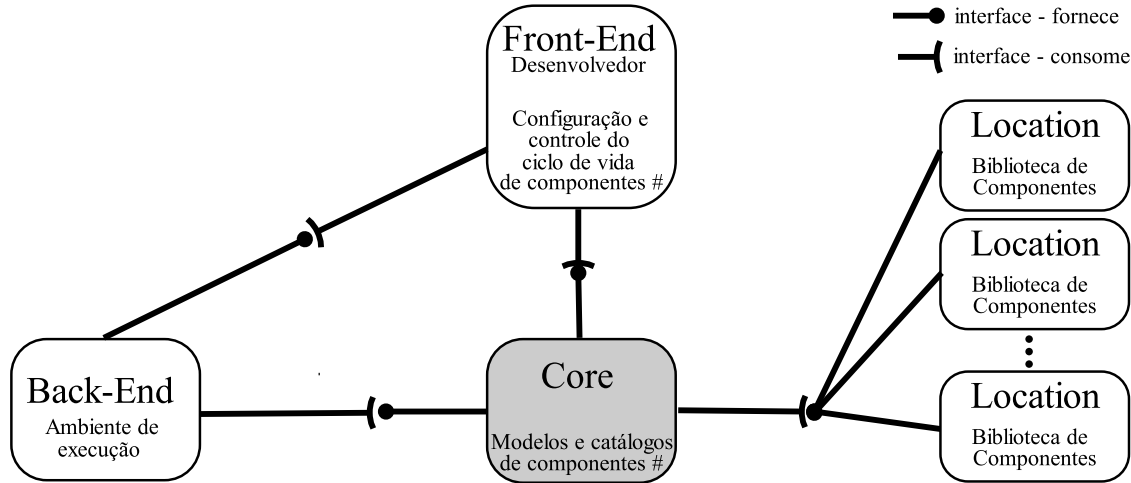 Front-End
Desenvolvedor
Configuração e
controle do
ciclo de vida
de componentes #
interface - fornece
interface - consome
Location
Biblioteca de
Componentes
Location
Biblioteca de
Componentes
Location
Biblioteca de
Componentes
Back-End
Ambiente de
execução
Core
Modelos e catálogos
de componentes #